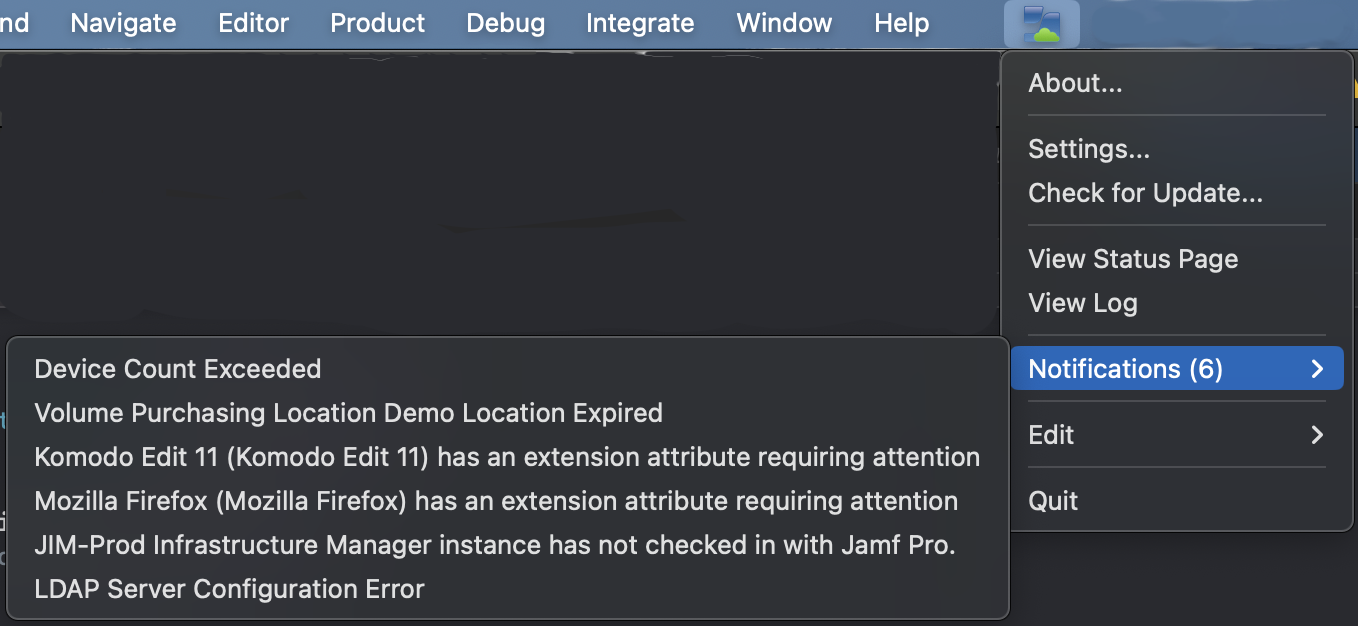 nd Navigate Editor Product Debug Integrate Window Help
About...
Settings...
Check for Update...
View Status Page
View Log
Notifications (6)
Edit
Quit
Device Count Exceeded
Volume Purchasing Location Demo Location Expired
Komodo Edit 11 (Komodo Edit 11) has an extension attribute requiring attention
Mozilla Firefox (Mozilla Firefox) has an extension attribute requiring attention
JIM-Prod Infrastructure Manager instance has not checked in with Jamf Pro.
LDAP Server Configuration Error